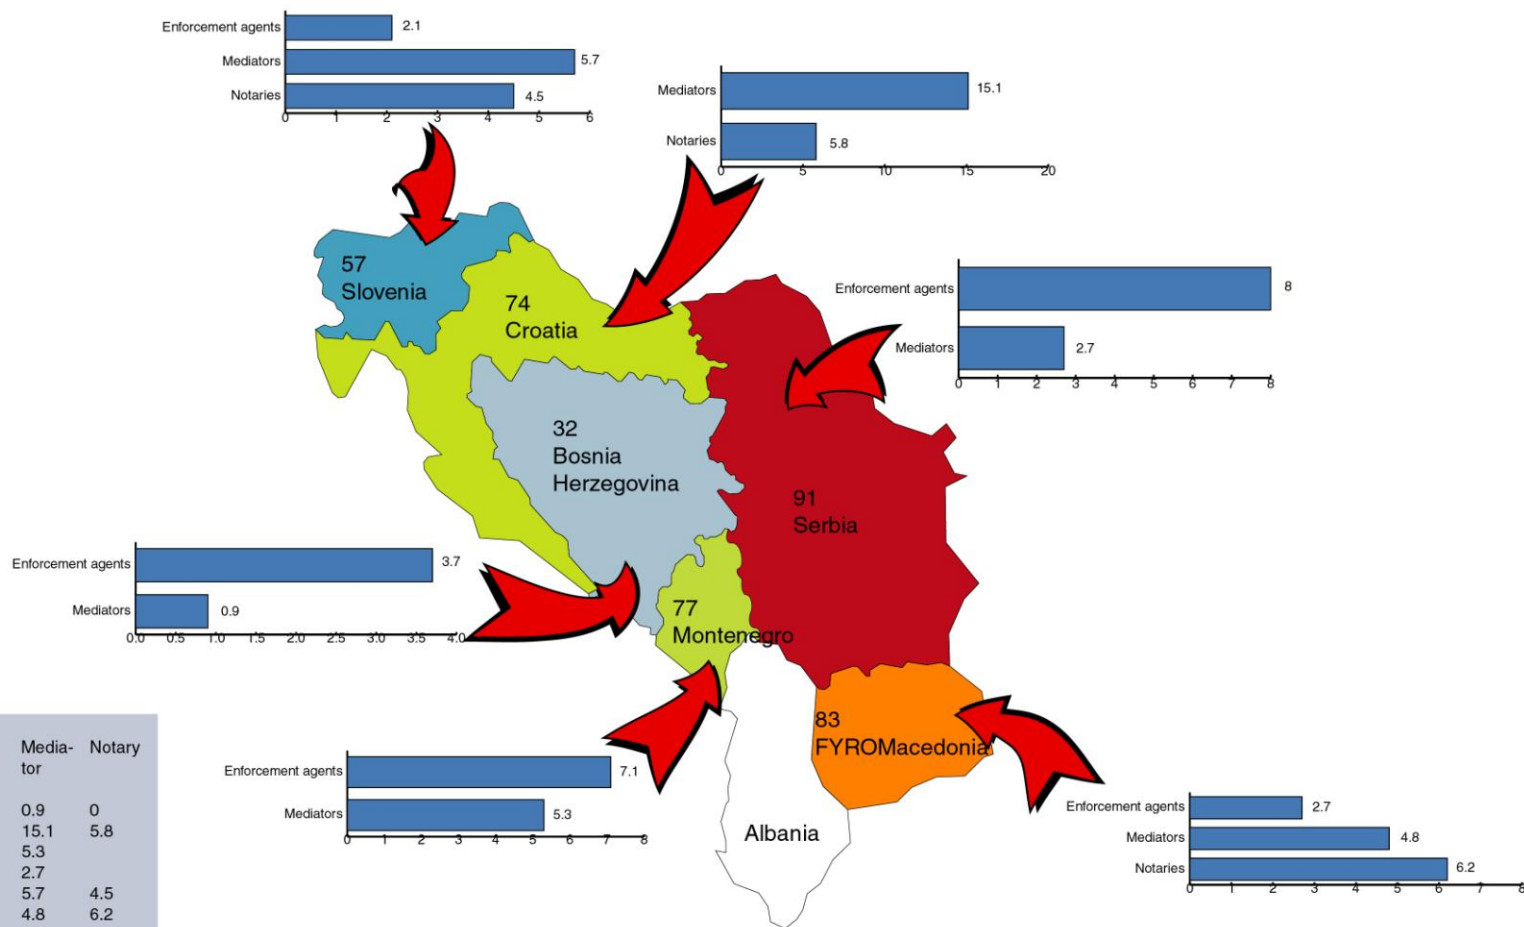 Enforcement agents 2.1
Mediators 5.7
Notaries 4.5
0 1 2 3 4 5 6
Mediators 15.1
Notaries 5.8
0 5 10 15 20
57
Slovenia
74
Croatia
Enforcement agents 8
Mediators 2.7
0 1 2 3 4 5 6 7 8
32
Bosnia
Herzegovina
91
Serbia
Enforcement agents 3.7
Mediators 0.9
0.0 0.5 1.0 1.5 2.0 2.5 3.0 3.5 4.0
77
Montenegro
83
FYROMacedonia
Enforcement agents 7.1
Mediators 5.3
0 1 2 3 4 5 6 7 8
Albania
Enforcement agents 2.7
Mediators 4.8
Notaries 6.2
0 1 2 3 4 5 6 7 8
Media- Notary
tor
0.9 0
15.1 5.8
5.3
2.7
5.7 4.5
4.8 6.2